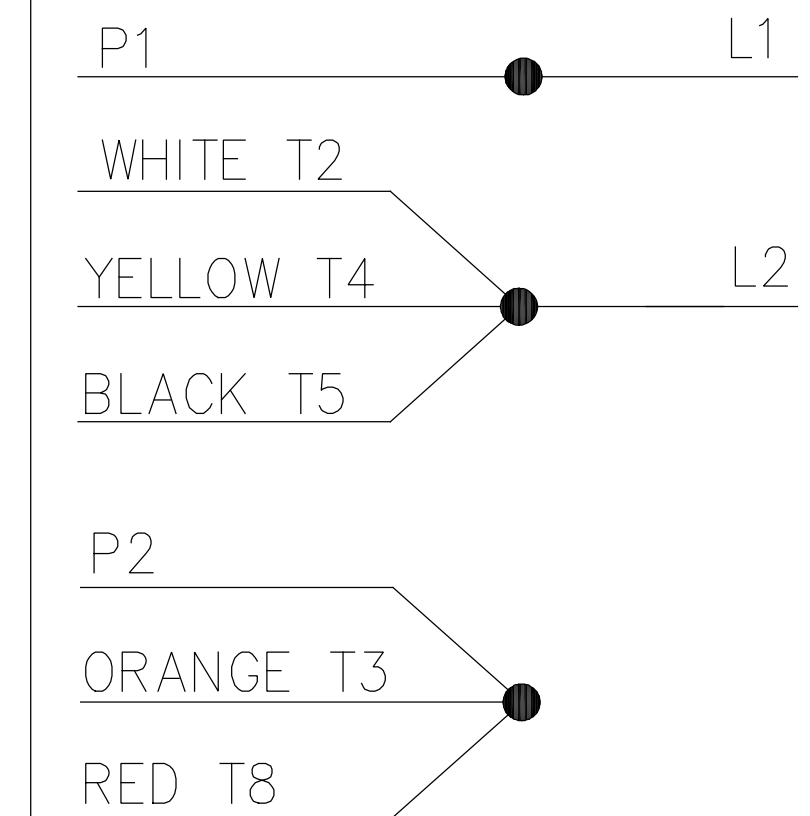 P1
L1
WHITE T2
YELLOW T4
L2
BLACK T5
P2
ORANGE T3
RED T8